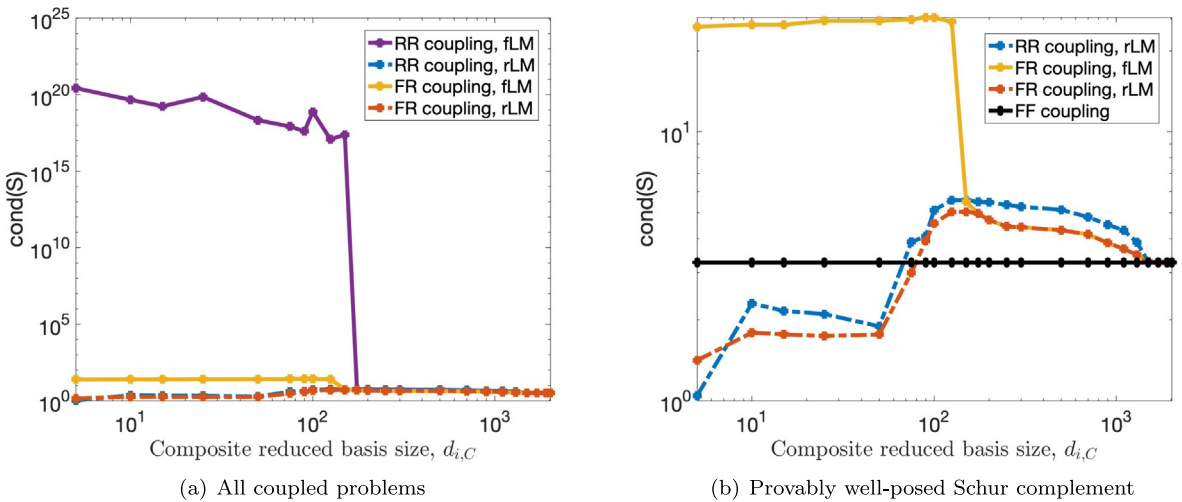 10^25
10^20
10^15
10^10
10^5
10^0
cond(S)
RR coupling, fLM
RR coupling, rLM
FR coupling, fLM
FR coupling, rLM
10^1
10^2
10^3
Composite reduced basis size, d_{i,C}
(a) All coupled problems
10^1
10^0
cond(S)
RR coupling, rLM
FR coupling, fLM
FR coupling, rLM
FF coupling
10^1
10^2
10^3
Composite reduced basis size, d_{i,C}
(b) Provably well-posed Schur complement